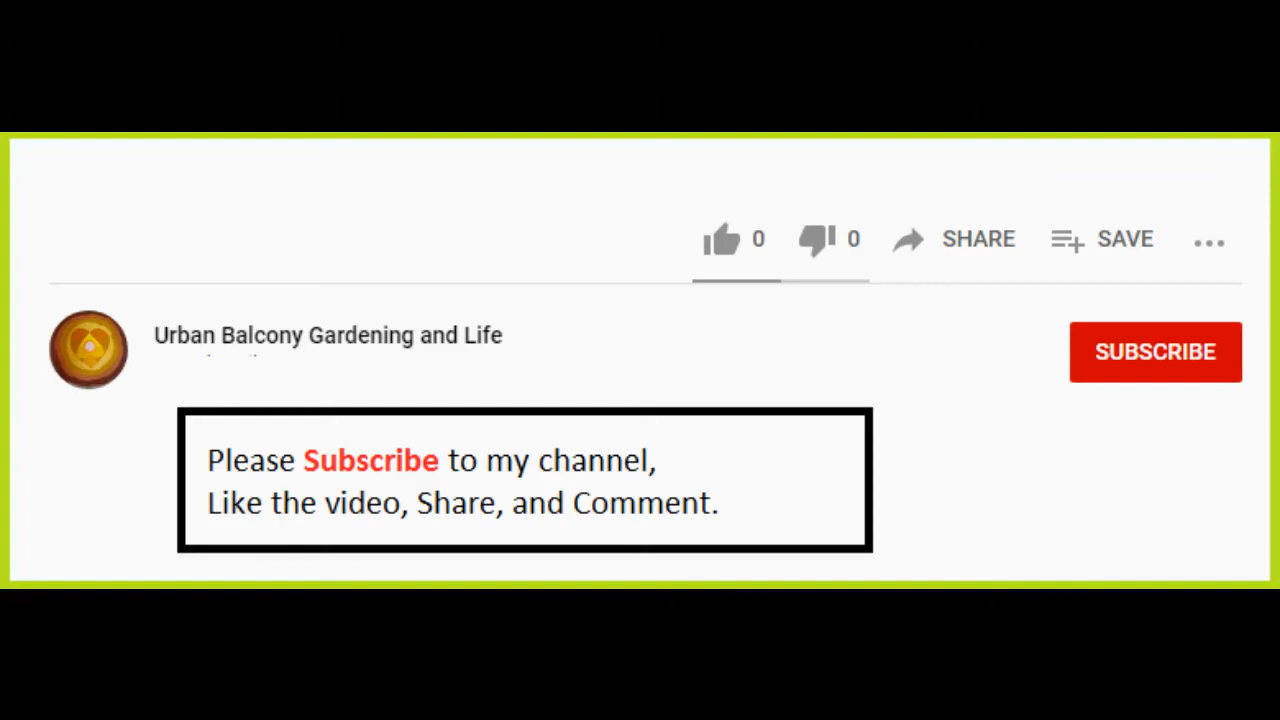 0 0 SHARE SAVE
Urban Balcony Gardening and Life
SUBSCRIBE
Please Subscribe to my channel,
Like the video, Share, and Comment.